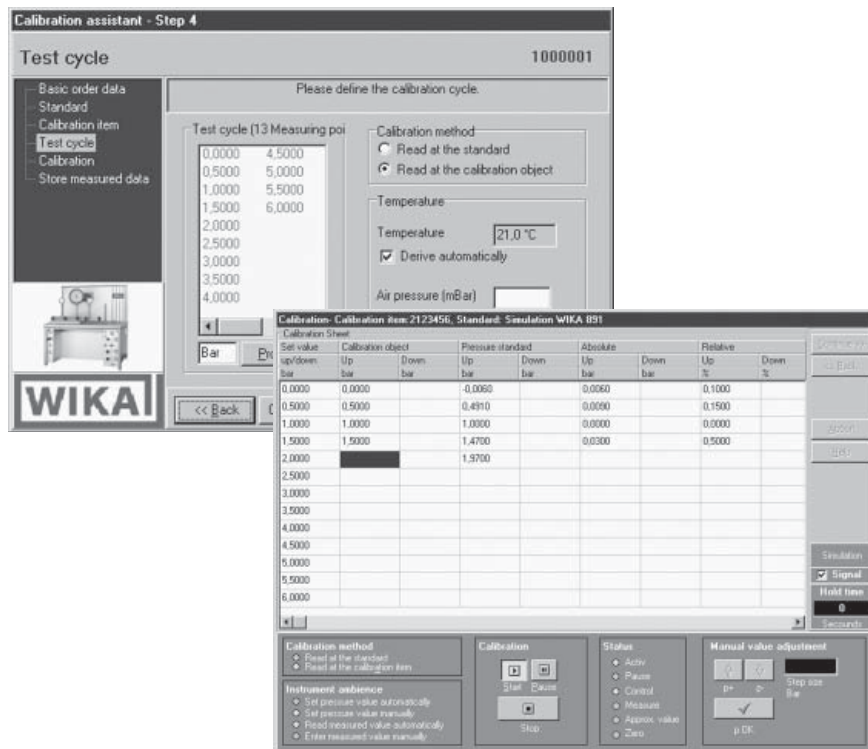 Calibration assistant - Step 4
Test cycle 1000001
Basic order data
Standard
Calibration item
Test cycle
Calibration
Store measured data
Please define the calibration cycle.
Test cycle (13 Measuring poi
0,0000 4,5000
0,5000 5,0000
1,0000 5,5000
1,5000 6,0000
2,0000
2,5000
3,0000
3,5000
4,0000
Bar
Calibration method
Read at the standard
Read at the calibration object
Temperature
Temperature 21,0 °C
Derive automatically
Air pressure (mBar)
WIKA
<< Back
Calibration- Calibration item: 2123456, Standard: Simulation WIKA 891
Calibration Sheet
Set value Calibration object Pressure standard Absolute Relative
up/down Up Down Up Down Up Down Up Down
bar bar bar bar bar bar bar % %
0,0000 0,0000 -0,0060 0,0060 0,1000
0,5000 0,5000 0,4910 0,0090 0,1500
1,0000 1,0000 1,0000 0,0000 0,0000
1,5000 1,5000 1,4700 0,0300 0,5000
2,0000 1,9700
2,5000
3,0000
3,5000
4,0000
4,5000
5,0000
5,5000
6,0000
<< Back
Help
Simulation
Signal
Hold time
0
Secounds
Calibration method
Read at the standard
Read at the calibration item
Instrument ambience
Set pressure value automatically
Set pressure value manually
Read measured value automatically
Enter measured value manually
Calibration
Start Pause
Stop
Status
Activ
Pause
Control
Measure
Approx. value
Zero
Manual value adjustment
p+ p- Step size
Bar
p OK